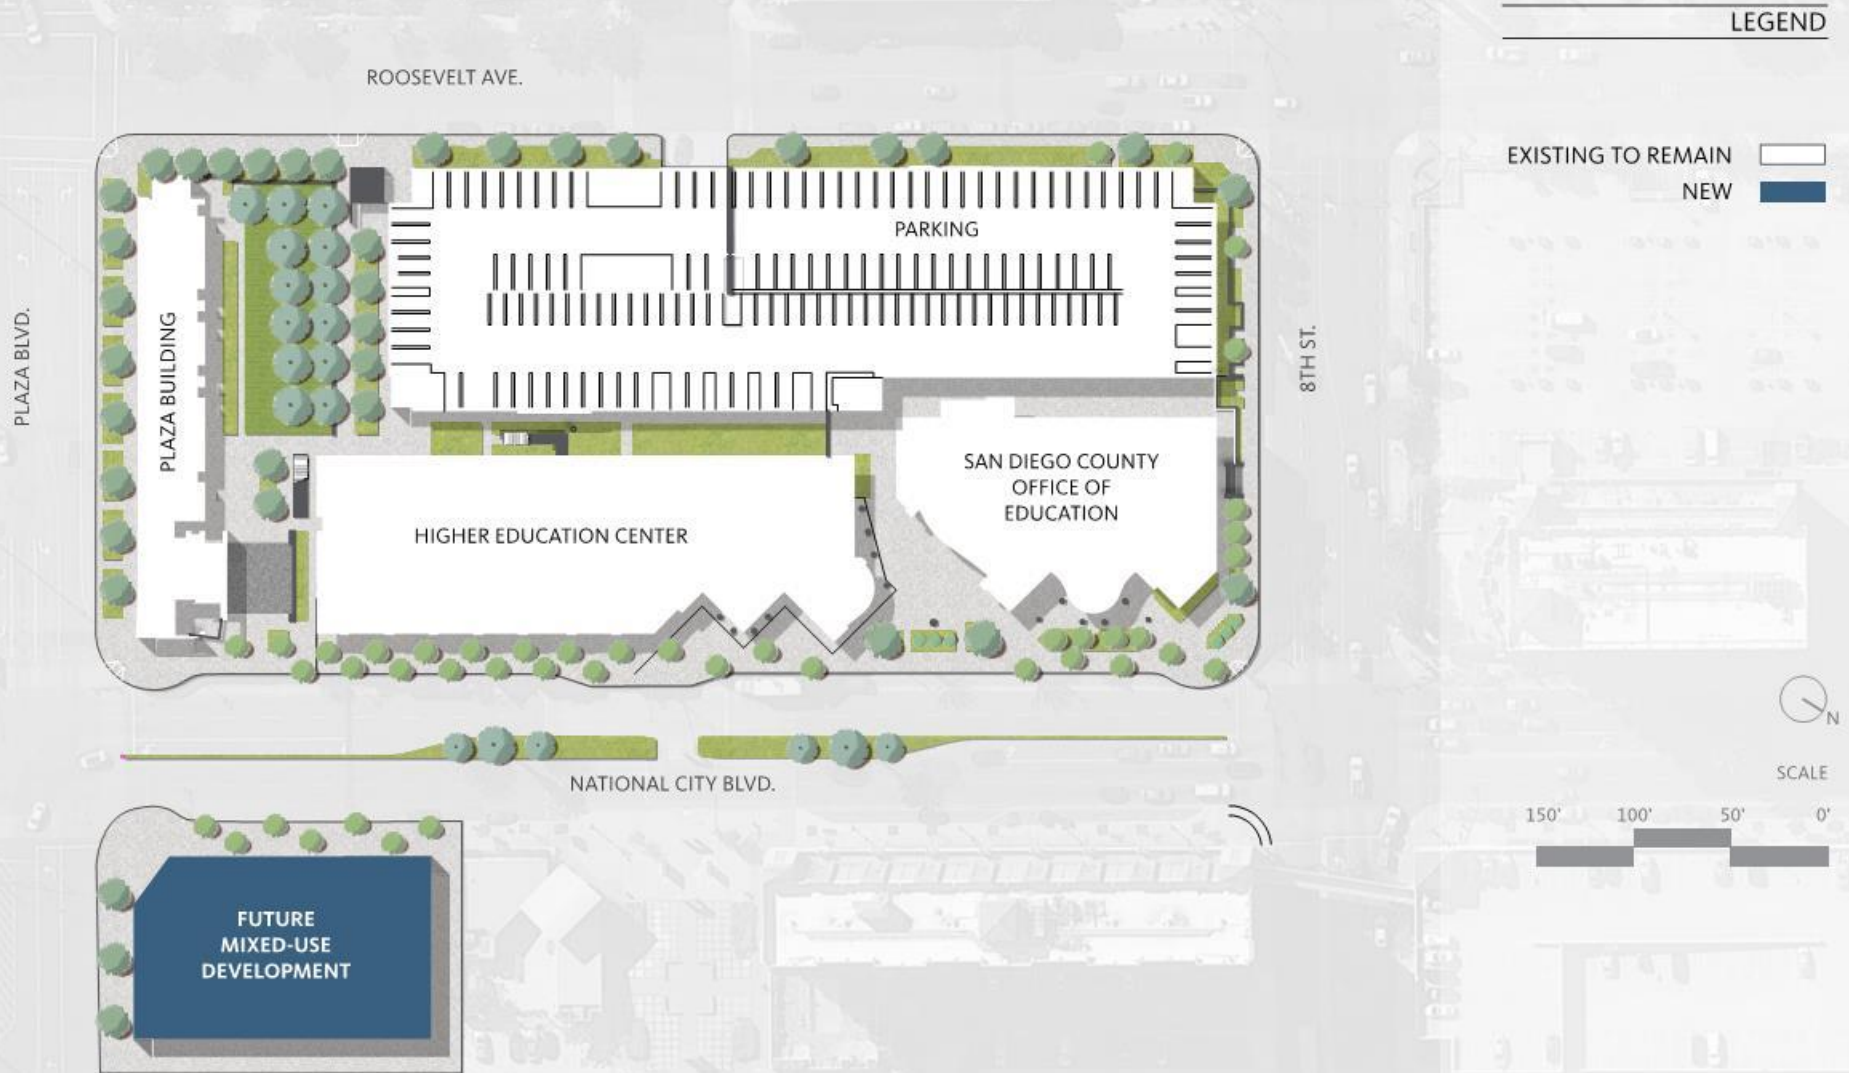 LEGEND
ROOSEVELT AVE.
EXISTING TO REMAIN
NEW
PARKING
PLAZA BLVD.
PLAZA BUILDING
8TH ST.
SAN DIEGO COUNTY
OFFICE OF
EDUCATION
HIGHER EDUCATION CENTER
N
NATIONAL CITY BLVD.
SCALE
150' 100' 50' 0'
FUTURE
MIXED-USE
DEVELOPMENT